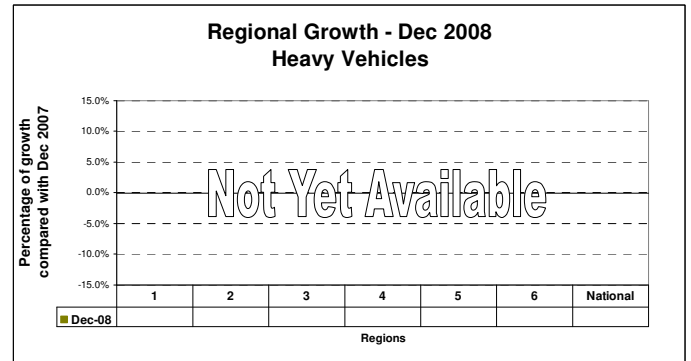 Regional Growth - Dec 2008
Heavy Vehicles
Percentage of growth
compared with Dec 2007
15.0%
10.0%
5.0%
0.0%
-5.0%
-10.0%
-15.0%
Not Yet Available
1 2 3 4 5 6 National
Dec-08
Regions